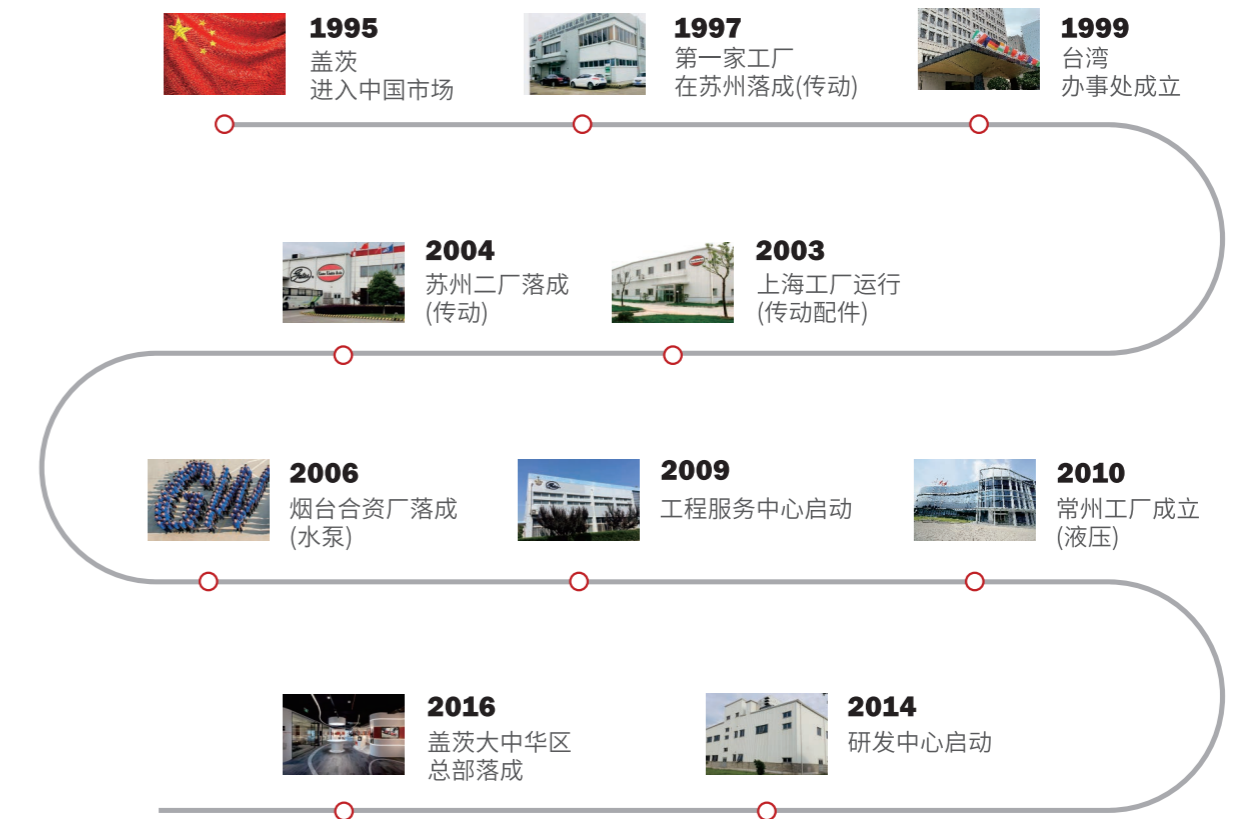 1995
盖茨
进入中国市场
1997
第一家工厂
在苏州落成(传动)
1999
台湾
办事处成立
2003
上海工厂运行
(传动配件)
2004
苏州二厂落成
(传动)
2006
烟台合资厂落成
(水泵)
2009
工程服务中心启动
2010
常州工厂成立
(液压)
2014
研发中心启动
2016
盖茨大中华区
总部落成